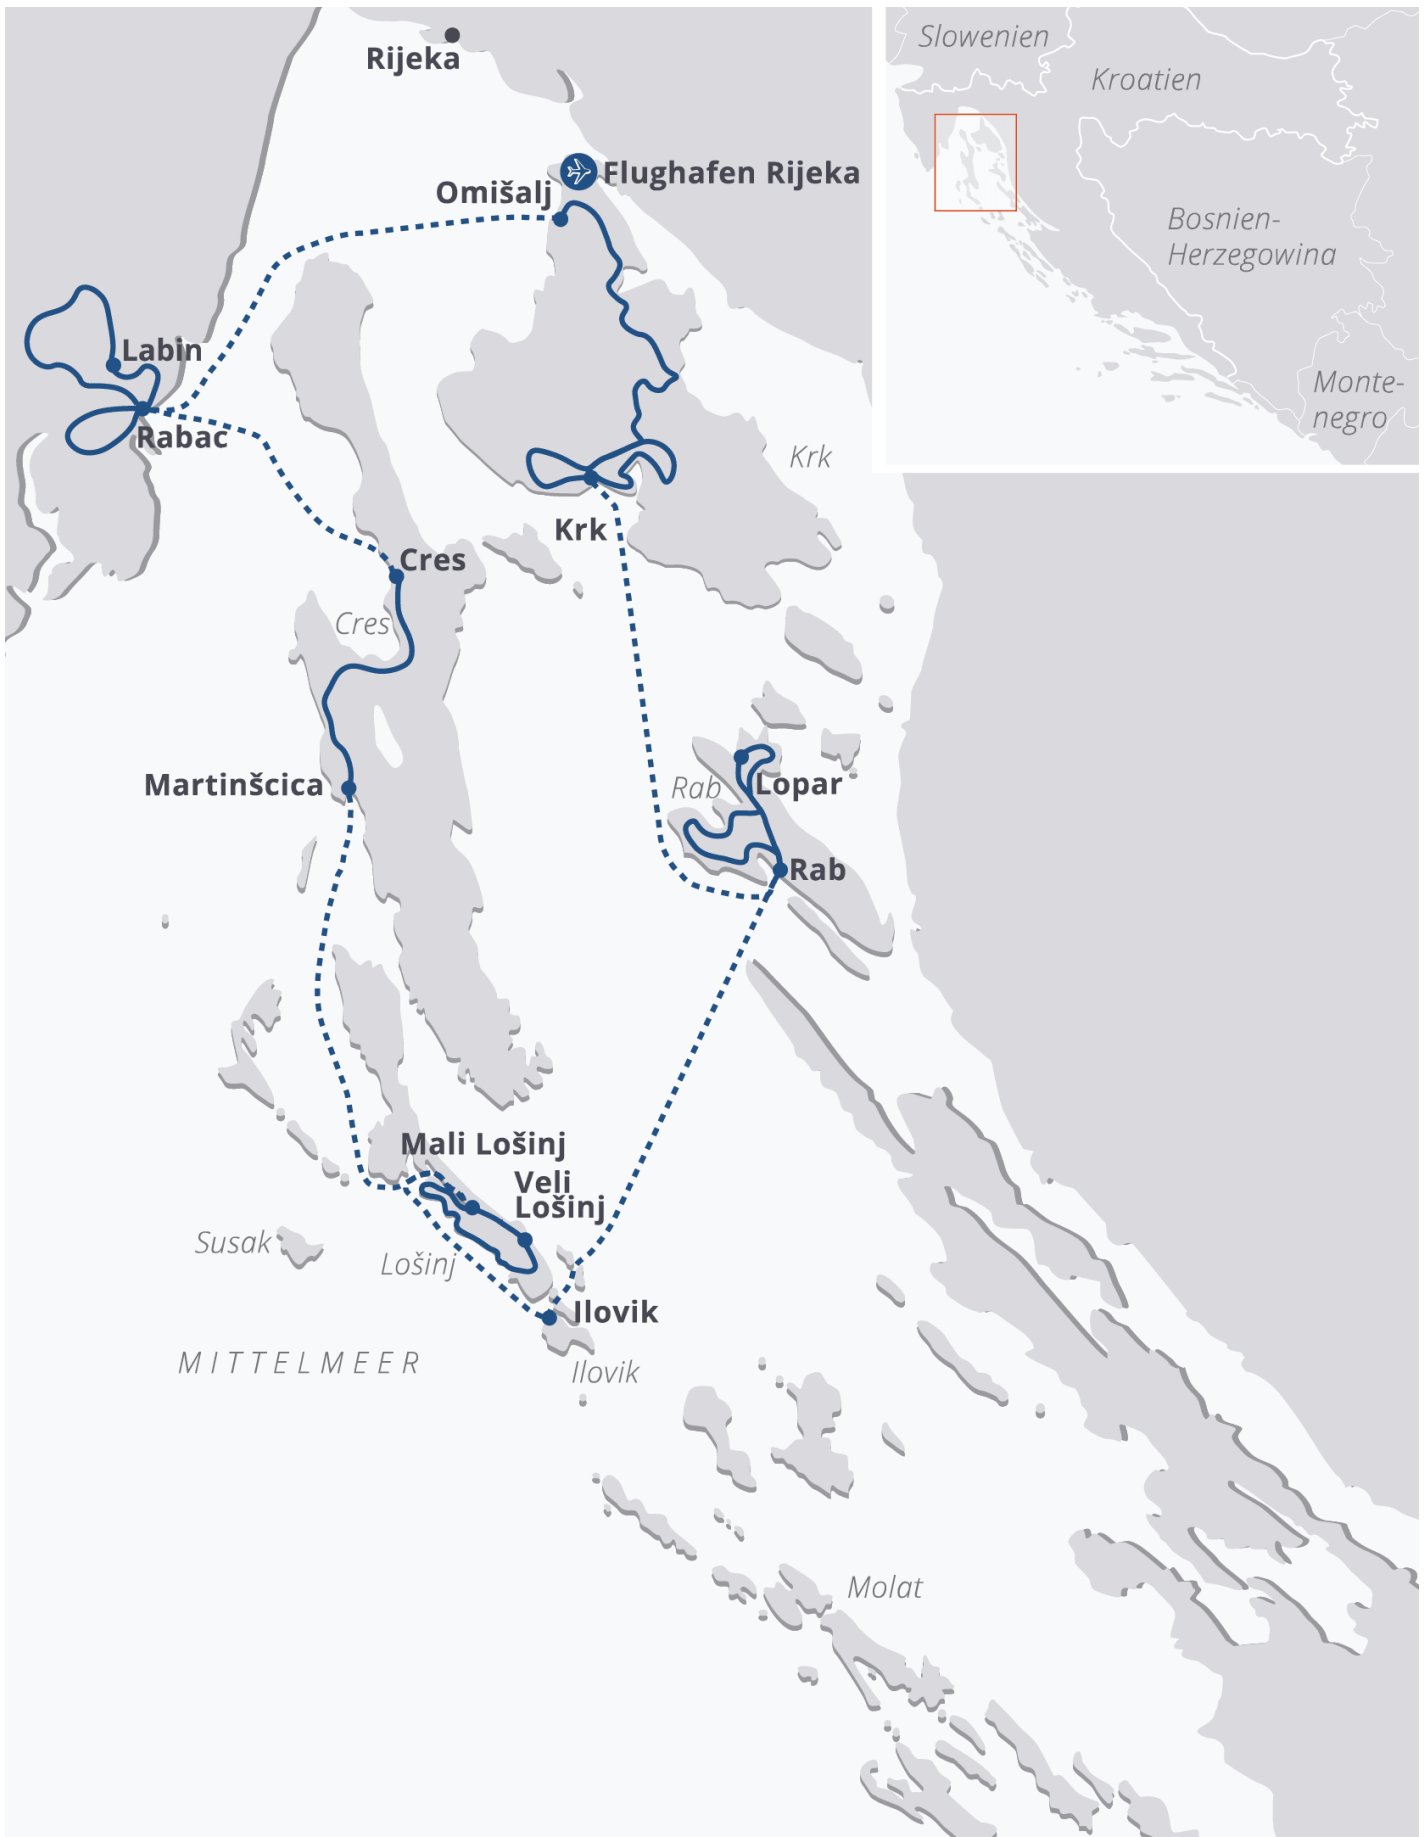 Rijeka
Slowenien
Kroatien
Flughafen Rijeka
Omišalj
Bosnien-
Herzegowina
Labin
Monte-
negro
Rabac
Krk
Krk
Cres
Cres
Martinšcica
Rab
Lopar
Rab
Mali Lošinj
Veli
Lošinj
Susak
Lošinj
Ilovik
MITTELMEER
Ilovik
Molat